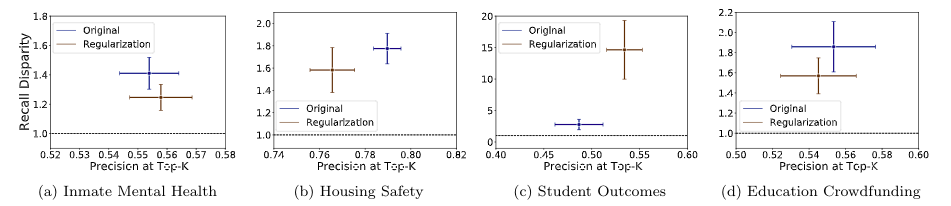 Recall Disparity
1.8
1.6
1.4
1.2
1.0
0.52 0.53 0.54 0.55 0.56 0.57 0.58
Precision at Top-K
Original
Regularization
(a) Inmate Mental Health
2.0
1.8
1.6
1.4
1.2
1.0
0.74 0.76 0.78 0.80 0.82
Precision at Top-K
Original
Regularization
(b) Housing Safety
20
15
10
5
0
0.40 0.45 0.50 0.55 0.60
Precision at Top-K
Original
Regularization
(c) Student Outcomes
2.2
2.0
1.8
1.6
1.4
1.2
1.0
0.50 0.52 0.54 0.56 0.58 0.60
Precision at Top-K
Original
Regularization
(d) Education Crowdfunding